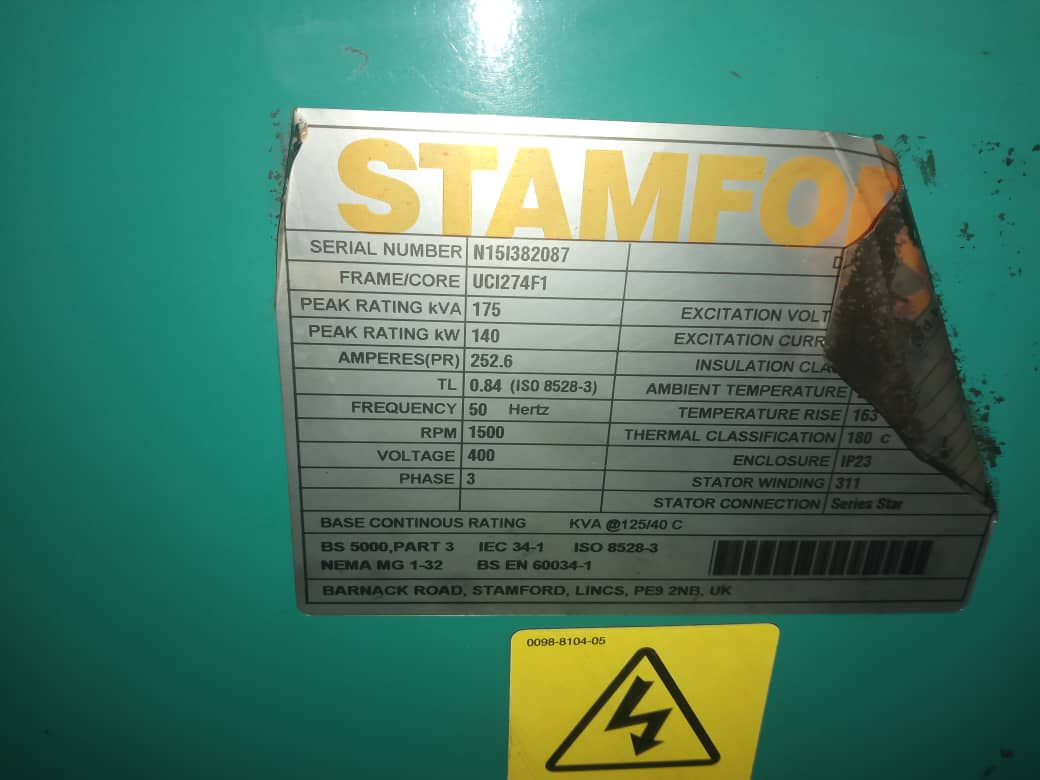 STAMFO
SERIAL NUMBER N15I382087
FRAME/CORE UCI274F1
PEAK RATING kVA 175 EXCITATION VOLT
PEAK RATING kW 140 EXCITATION CURR
AMPERES(PR) 252.6 INSULATION CLA
TL 0.84 (ISO 8528-3) AMBIENT TEMPERATURE
FREQUENCY 50 Hertz TEMPERATURE RISE 163
RPM 1500 THERMAL CLASSIFICATION 180 C
VOLTAGE 400 ENCLOSURE IP23
PHASE 3 STATOR WINDING 311
STATOR CONNECTION Series Star
BASE CONTINOUS RATING KVA @125/40 C
BS 5000,PART 3 IEC 34-1 ISO 8528-3
NEMA MG 1-32 BS EN 60034-1
BARNACK ROAD, STAMFORD, LINCS, PE9 2NB, UK
0098-8104-05